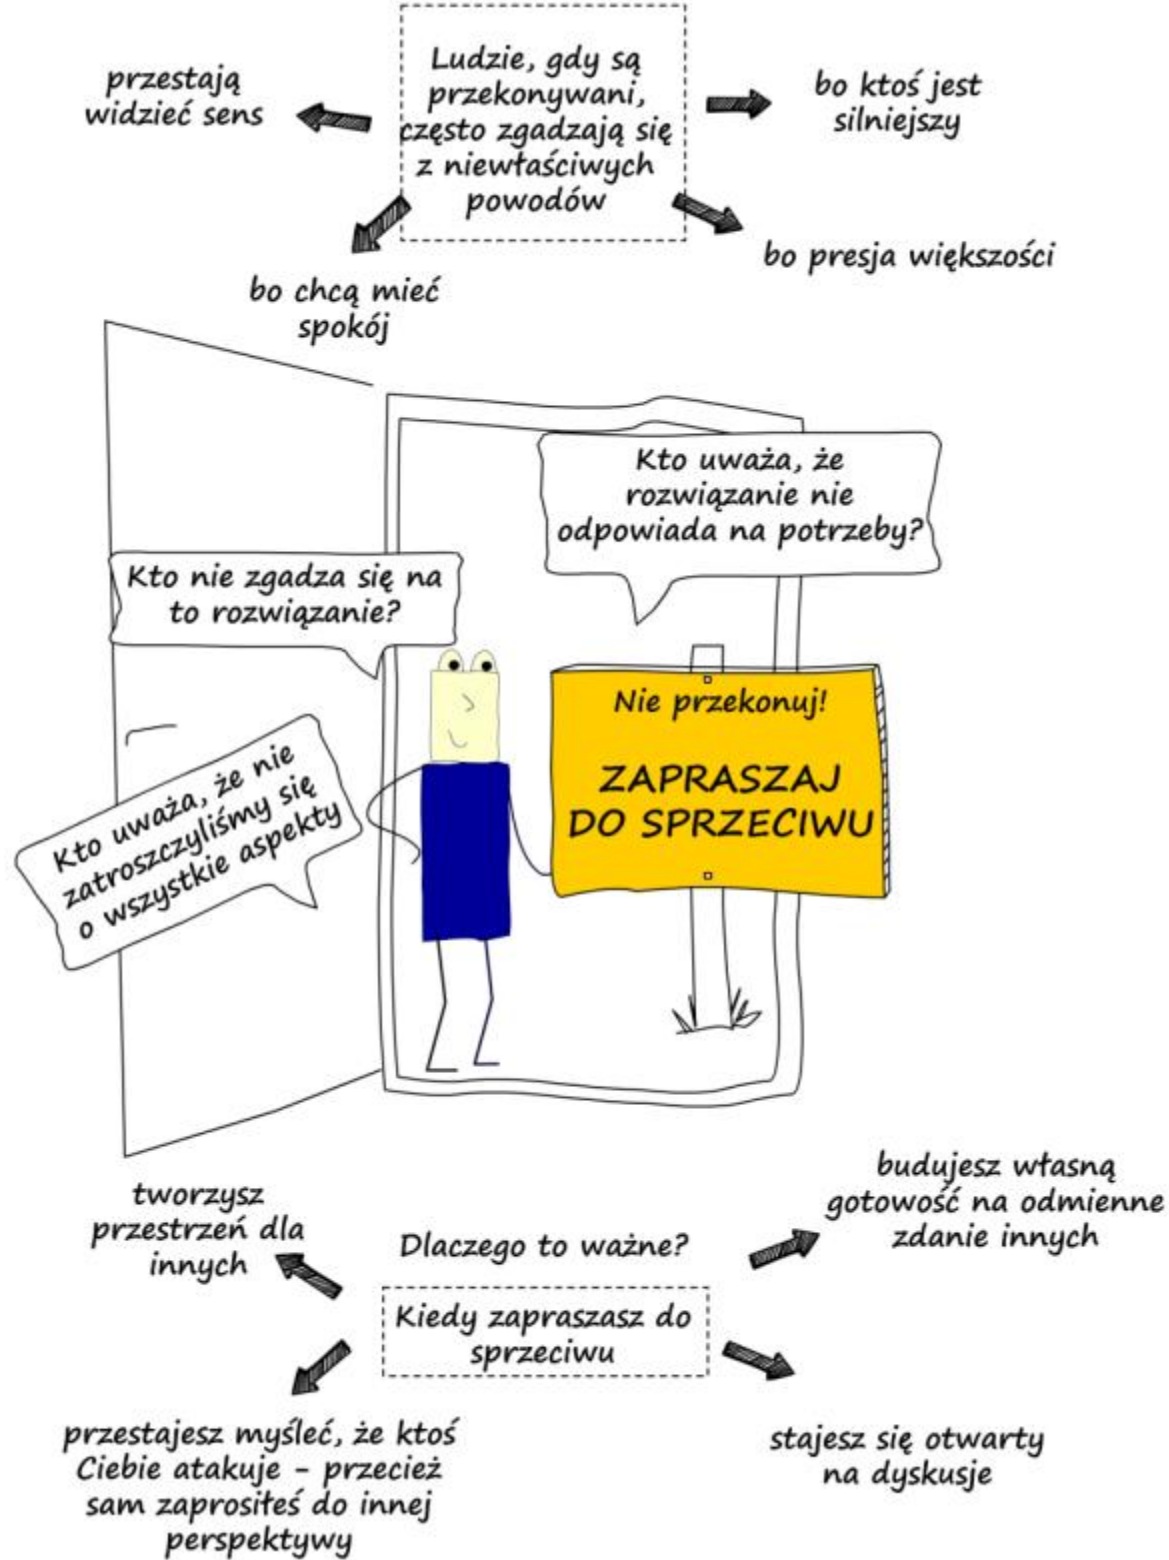 Ludzie, gdy są
przekonywani,
często zgadzają się
z niewłaściwych
powodów
przestają
widzieć sens
bo ktoś jest
silniejszy
bo chcą mieć
spokój
bo presja większości
Kto uważa, że
rozwiązanie nie
odpowiada na potrzeby?
Kto nie zgadza się na
to rozwiązanie?
Nie przekonuj!
ZAPRASZAJ
DO SPRZECIWU
Kto uważa, że nie
zatroszczyliśmy się
o wszystkie aspekty
Dlaczego to ważne?
Kiedy zapraszasz do
sprzeciwu
tworzysz
przestrzeń dla
innych
budujesz własną
gotowość na odmienne
zdanie innych
przestajesz myśleć, że ktoś
Ciebie atakuje - przecież
sam zaprosiłeś do innej
perspektywy
stajesz się otwarty
na dyskusje